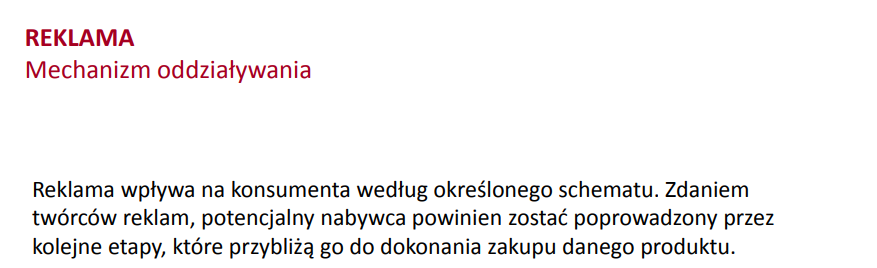 REKLAMA
Mechanizm oddziaływania
Reklama wpływa na konsumenta według określonego schematu. Zdaniem
twórców reklam, potencjalny nabywca powinien zostać poprowadzony przez
kolejne etapy, które przybliżą go do dokonania zakupu danego produktu.